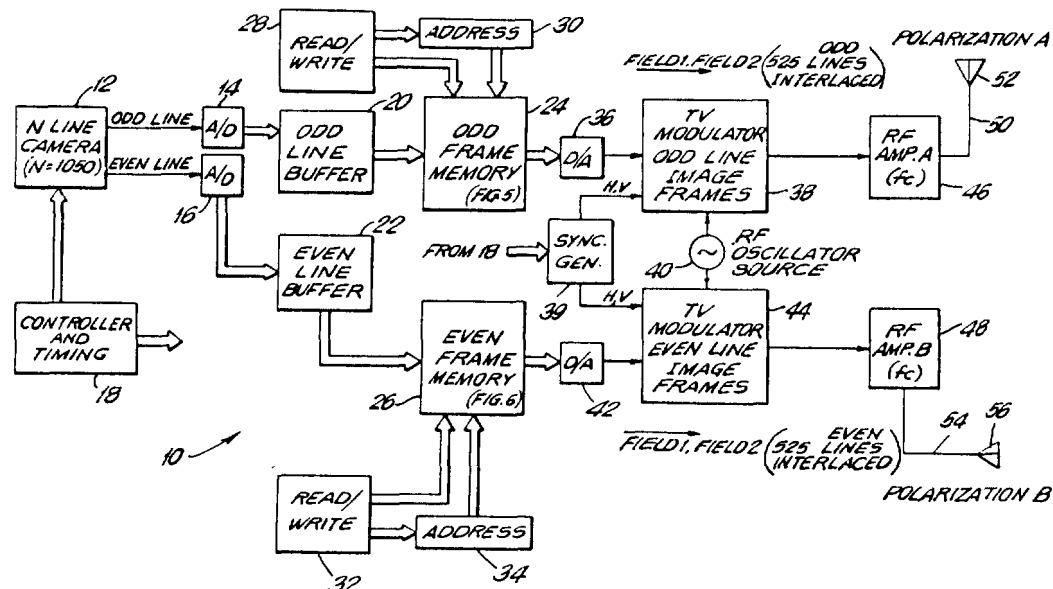 28
READ/
WRITE
ADDRESS
30
12
N LINE
CAMERA
(N=1050)
ODD LINE
EVEN LINE
14
A/D
A/D
16
20
ODD
LINE
BUFFER
24
ODD
FRAME
MEMORY
(FIG.5)
36
D/A
FIELD1, FIELD2 (525 ODD LINES INTERLACED)
TV
MODULATOR
ODD LINE
IMAGE
FRAMES
38
RF
AMP. A
(fc)
46
POLARIZATION A
52
50
22
EVEN
LINE
BUFFER
FROM 18
H,V
SYNC.
GEN.
39
H,V
40
~
RF
OSCILLATOR
SOURCE
CONTROLLER
AND
TIMING
18
EVEN
FRAME
MEMORY
(FIG.6)
26
D/A
42
TV
MODULATOR
EVEN LINE
IMAGE
FRAMES
44
RF
AMP. B
(fc)
48
54
56
POLARIZATION B
FIELD1, FIELD2 (525 EVEN LINES INTERLACED)
10
READ/
WRITE
32
ADDRESS
34